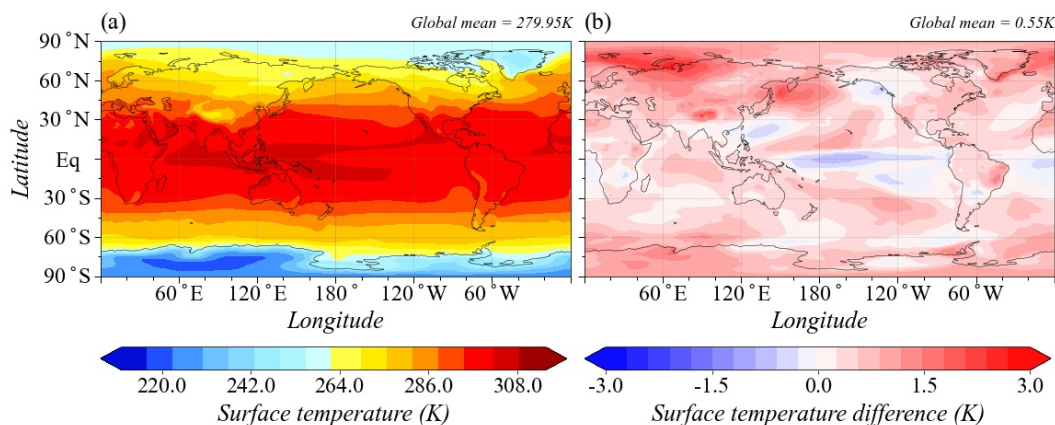 (a)
Global mean = 279.95K
(b)
Global mean = 0.55K
90°N
60°N
30°N
Eq
30°S
60°S
90°S
Latitude
60°E 120°E 180° 120°W 60°W
60°E 120°E 180° 120°W 60°W
Longitude
Longitude
220.0 242.0 264.0 286.0 308.0
-3.0 -1.5 0.0 1.5 3.0
Surface temperature (K)
Surface temperature difference (K)